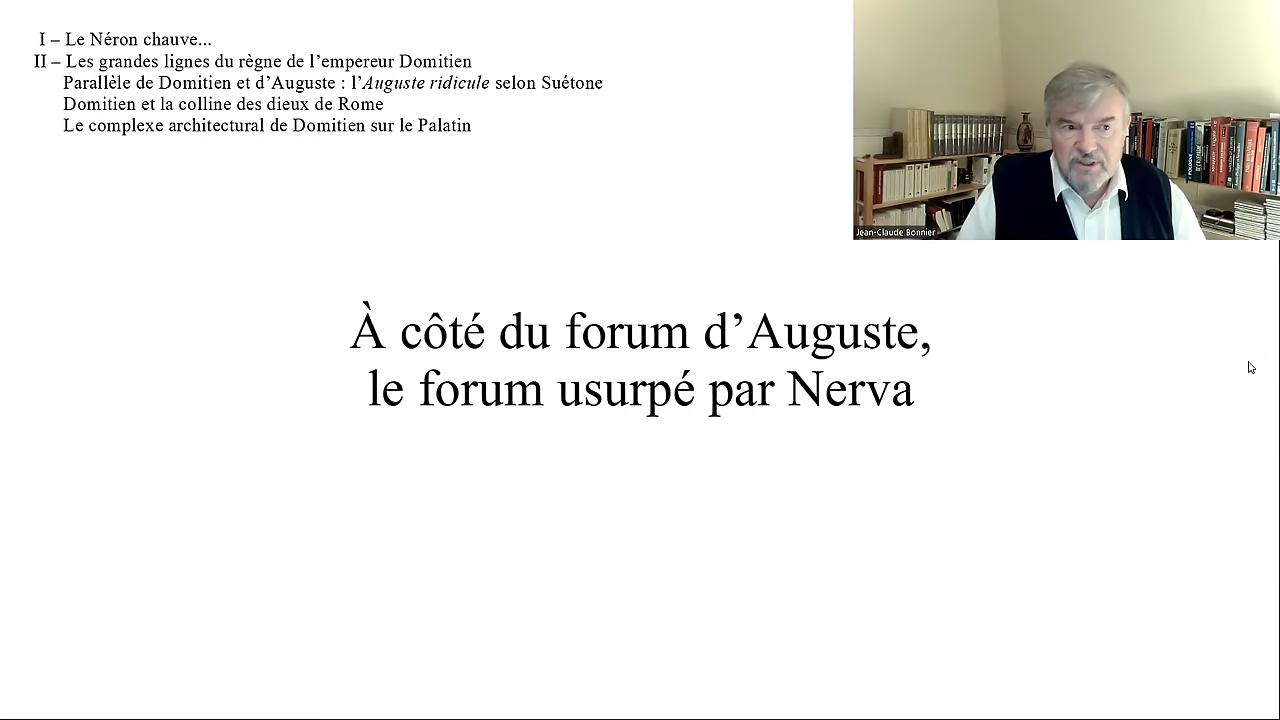 I – Le Néron chauve...
II – Les grandes lignes du règne de l’empereur Domitien
Parallèle de Domitien et d’Auguste : l’Auguste ridicule selon Suétone
Domitien et la colline des dieux de Rome
Le complexe architectural de Domitien sur le Palatin
Jean-Claude Bonnier
À côté du forum d’Auguste,
le forum usurpé par Nerva